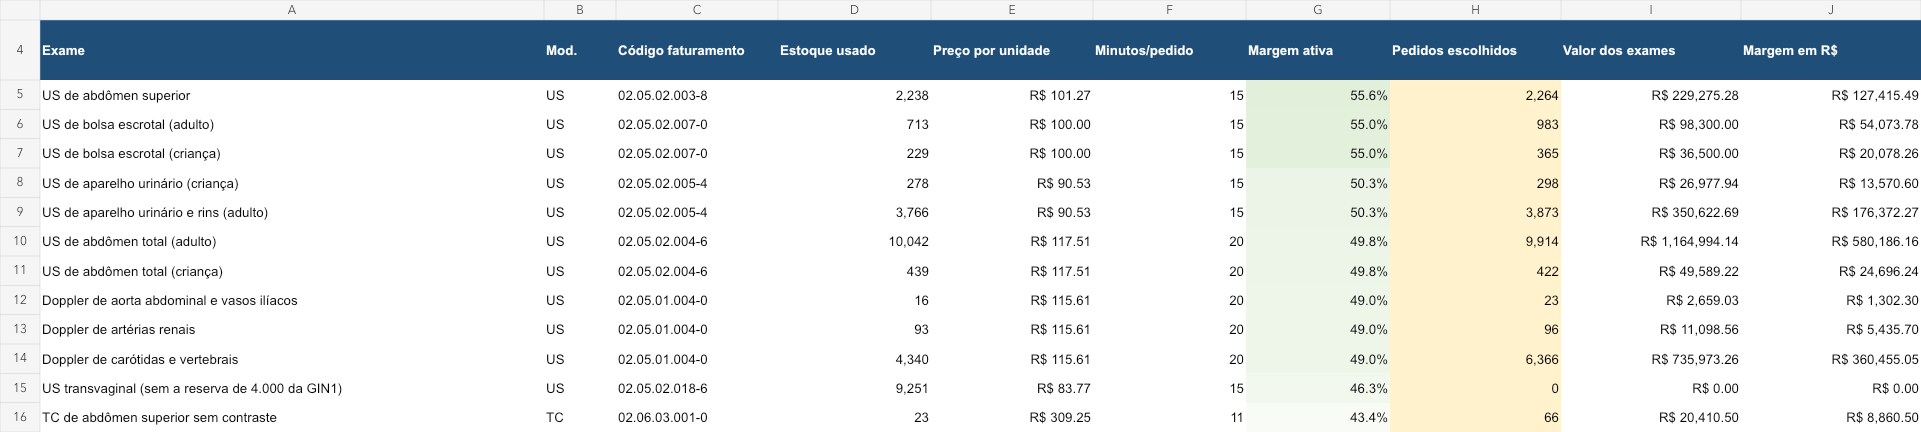 A B C D E F G H I J
4 Exame Mod. Código faturamento Estoque usado Preço por unidade Minutos/pedido Margem ativa Pedidos escolhidos Valor dos exames Margem em R$
5 US de abdômen superior US 02.05.02.003-8 2,238 R$ 101.27 15 55.6% 2,264 R$ 229,275.28 R$ 127,415.49
6 US de bolsa escrotal (adulto) US 02.05.02.007-0 713 R$ 100.00 15 55.0% 983 R$ 98,300.00 R$ 54,073.78
7 US de bolsa escrotal (criança) US 02.05.02.007-0 229 R$ 100.00 15 55.0% 365 R$ 36,500.00 R$ 20,078.26
8 US de aparelho urinário (criança) US 02.05.02.005-4 278 R$ 90.53 15 50.3% 298 R$ 26,977.94 R$ 13,570.60
9 US de aparelho urinário e rins (adulto) US 02.05.02.005-4 3,766 R$ 90.53 15 50.3% 3,873 R$ 350,622.69 R$ 176,372.27
10 US de abdômen total (adulto) US 02.05.02.004-6 10,042 R$ 117.51 20 49.8% 9,914 R$ 1,164,994.14 R$ 580,186.16
11 US de abdômen total (criança) US 02.05.02.004-6 439 R$ 117.51 20 49.8% 422 R$ 49,589.22 R$ 24,696.24
12 Doppler de aorta abdominal e vasos ilíacos US 02.05.01.004-0 16 R$ 115.61 20 49.0% 23 R$ 2,659.03 R$ 1,302.30
13 Doppler de artérias renais US 02.05.01.004-0 93 R$ 115.61 20 49.0% 96 R$ 11,098.56 R$ 5,435.70
14 Doppler de carótidas e vertebrais US 02.05.01.004-0 4,340 R$ 115.61 20 49.0% 6,366 R$ 735,973.26 R$ 360,455.05
15 US transvaginal (sem a reserva de 4.000 da GIN1) US 02.05.02.018-6 9,251 R$ 83.77 15 46.3% 0 R$ 0.00 R$ 0.00
16 TC de abdômen superior sem contraste TC 02.06.03.001-0 23 R$ 309.25 11 43.4% 66 R$ 20,410.50 R$ 8,860.50